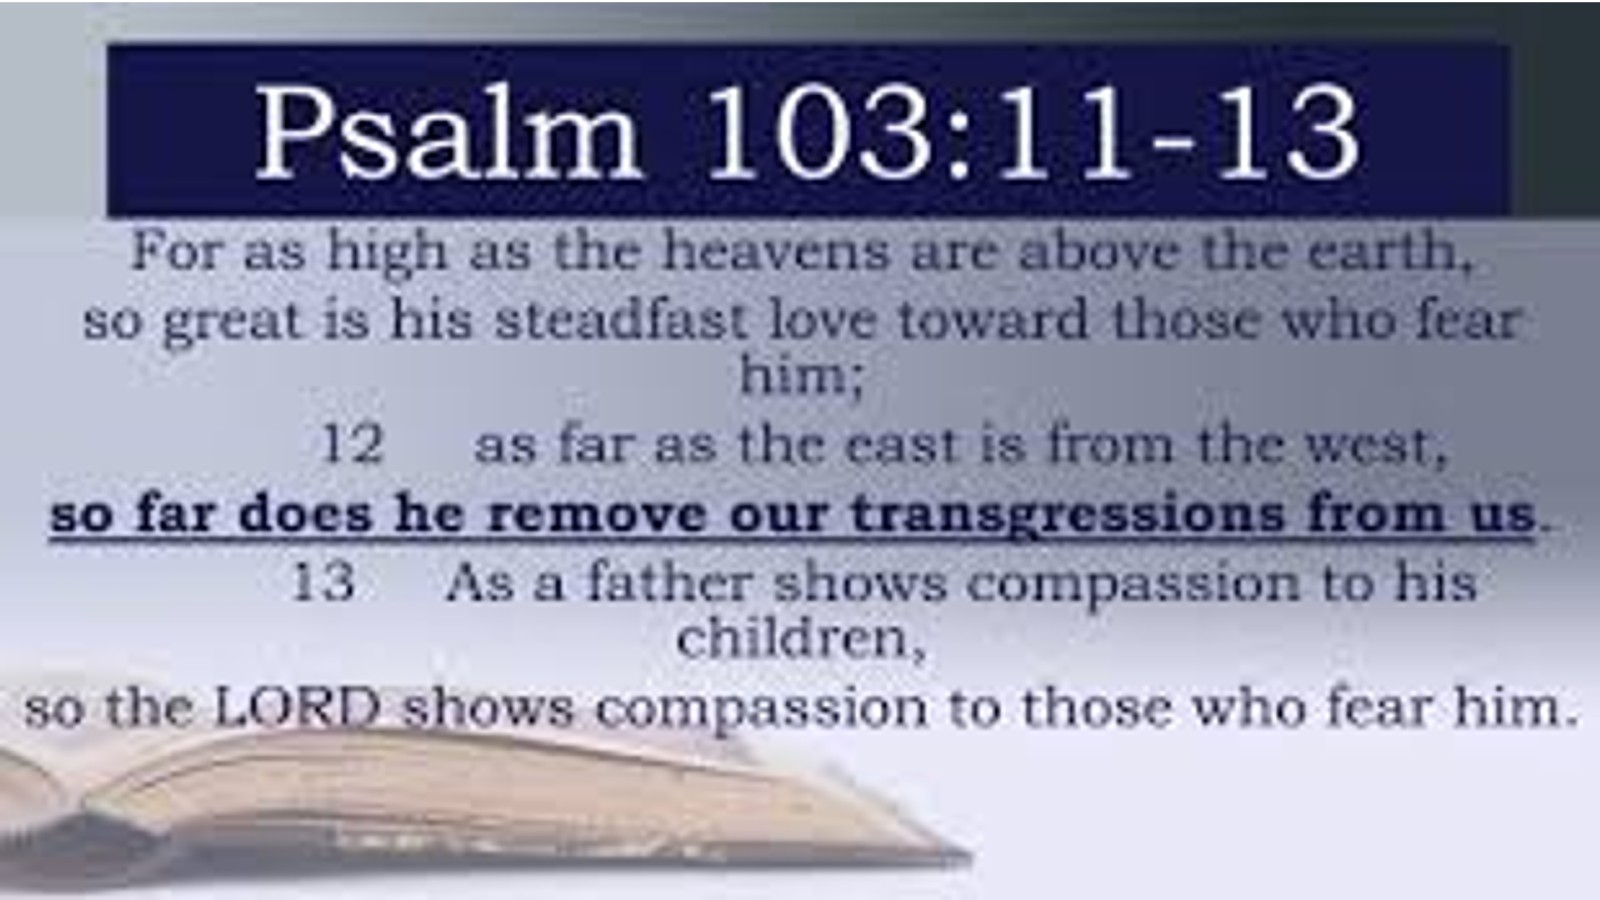 Psalm 103:11-13
For as high as the heavens are above the earth,
so great is his steadfast love toward those who fear
him;
12 as far as the east is from the west,
so far does he remove our transgressions from us.
13 As a father shows compassion to his
children,
so the LORD shows compassion to those who fear him.